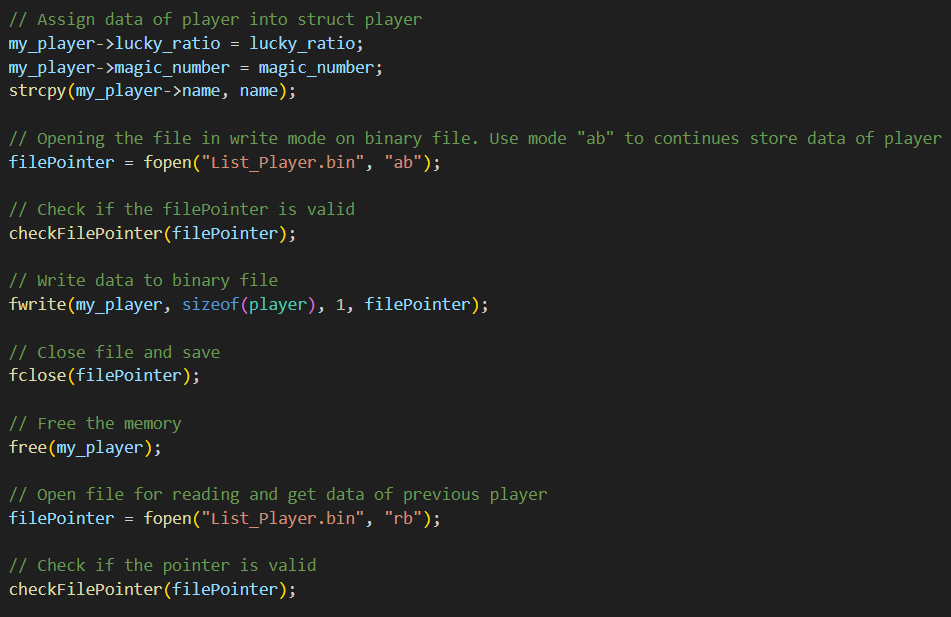 // Assign data of player into struct player
my_player->lucky_ratio = lucky_ratio;
my_player->magic_number = magic_number;
strcpy(my_player->name, name);
// Opening the file in write mode on binary file. Use mode "ab" to continues store data of player
filePointer = fopen("List_Player.bin", "ab");
// Check if the filePointer is valid
checkFilePointer(filePointer);
// Write data to binary file
fwrite(my_player, sizeof(player), 1, filePointer);
// Close file and save
fclose(filePointer);
// Free the memory
free(my_player);
// Open file for reading and get data of previous player
filePointer = fopen("List_Player.bin", "rb");
// Check if the pointer is valid
checkFilePointer(filePointer);